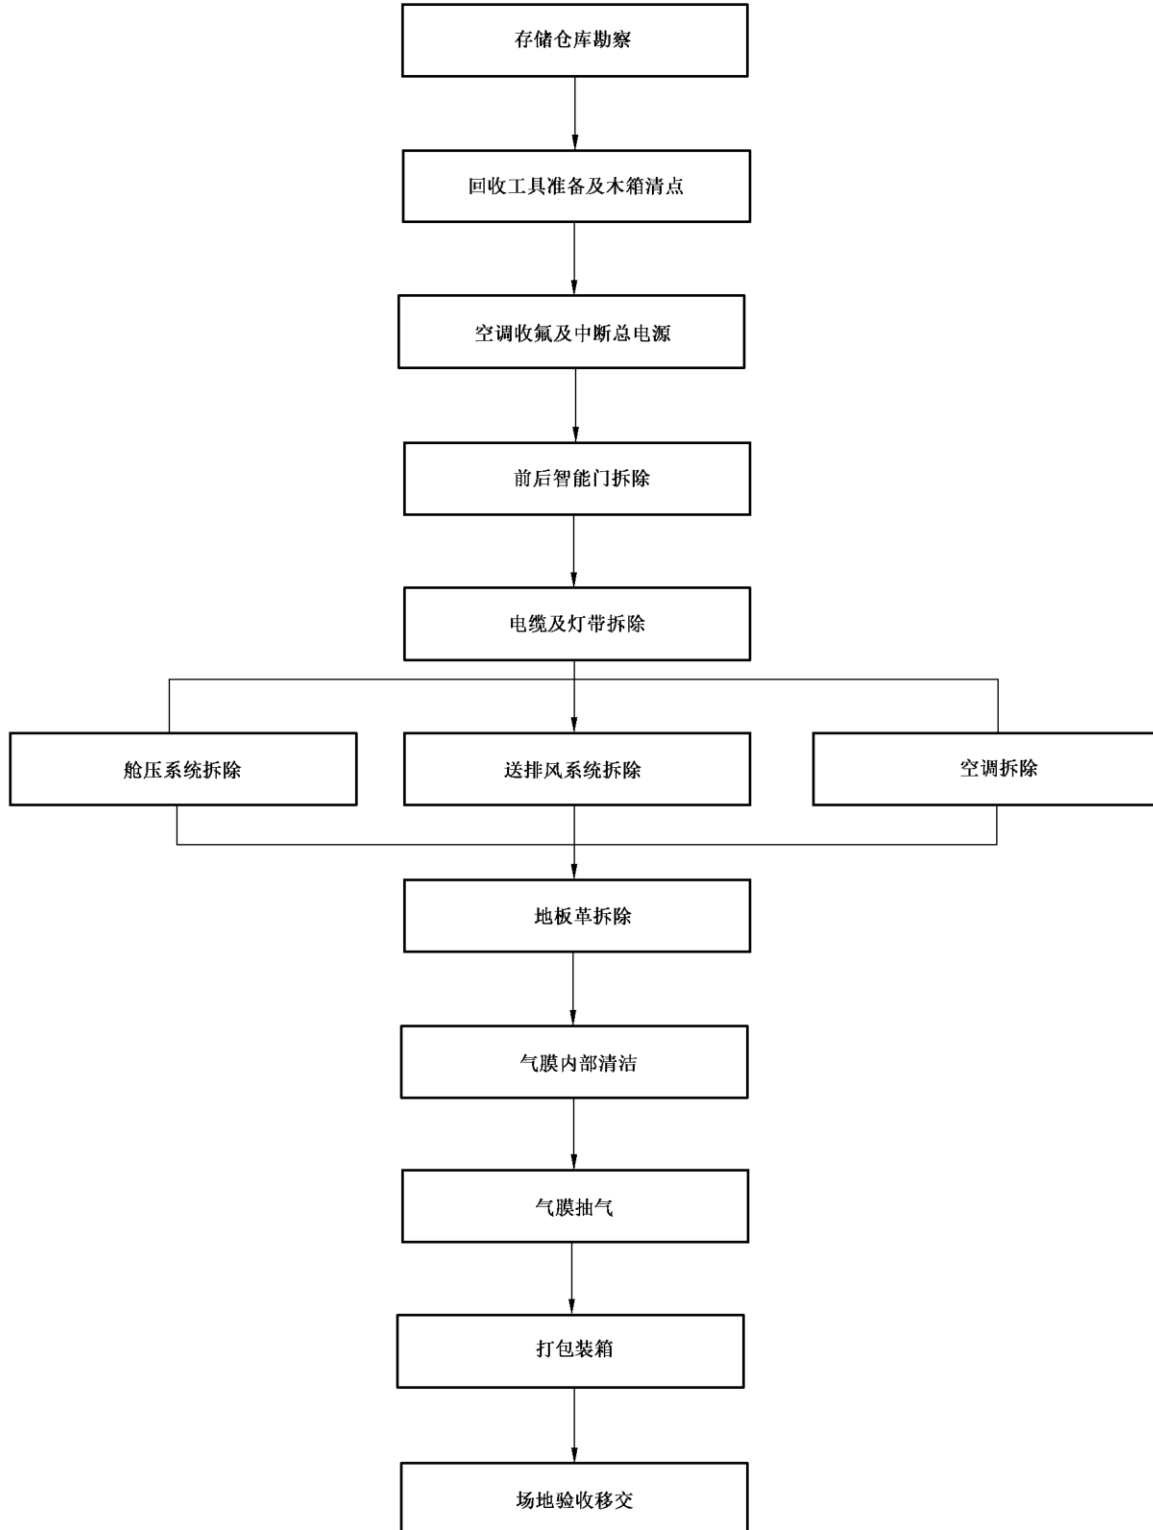 存储仓库勘察
回收工具准备及木箱清点
空调收氟及中断总电源
前后智能门拆除
电缆及灯带拆除
舱压系统拆除
送排风系统拆除
空调拆除
地板革拆除
气膜内部清洁
气膜抽气
打包装箱
场地验收移交